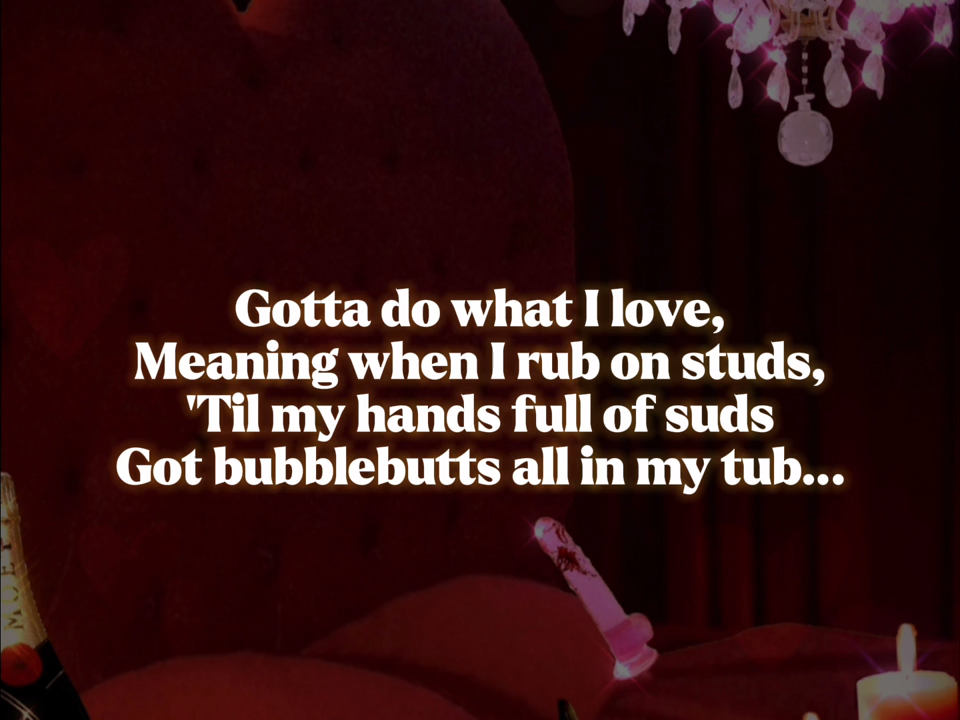 Gotta do what I love,
Meaning when I rub on studs,
'Til my hands full of suds
Got bubblebutts all in my tub...
MOËT